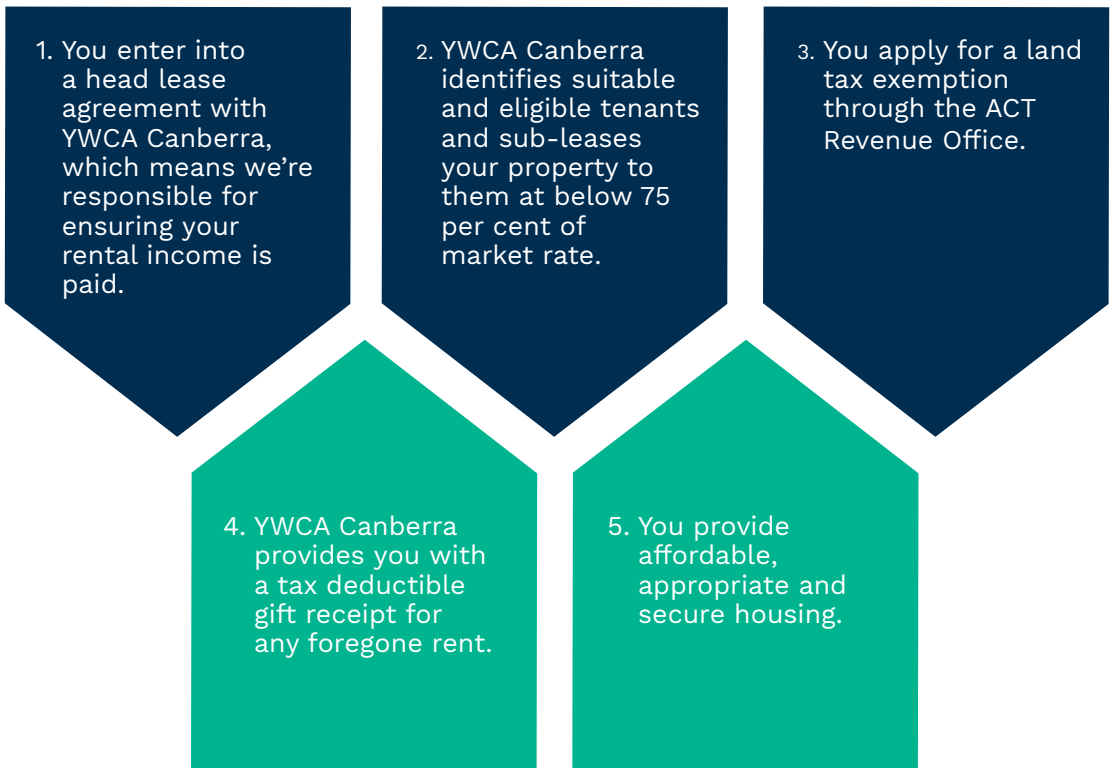 1. You enter into
a head lease
agreement with
YWCA Canberra,
which means we’re
responsible for
ensuring your
rental income is
paid.
2. YWCA Canberra
identifies suitable
and eligible tenants
and sub-leases
your property to
them at below 75
per cent of
market rate.
3. You apply for a land
tax exemption
through the ACT
Revenue Office.
4. YWCA Canberra
provides you with
a tax deductible
gift receipt for
any foregone rent.
5. You provide
affordable,
appropriate and
secure housing.